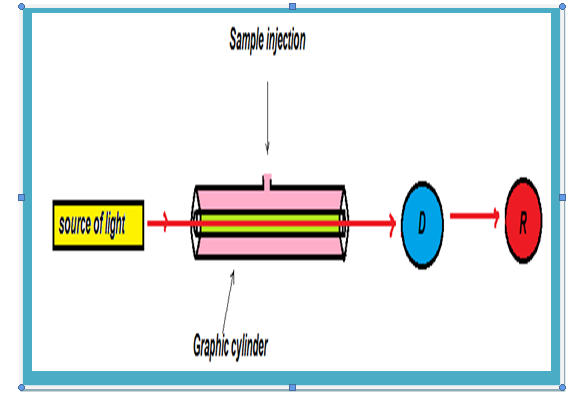 Sample injection
source of light
D
R
Graphic cylinder